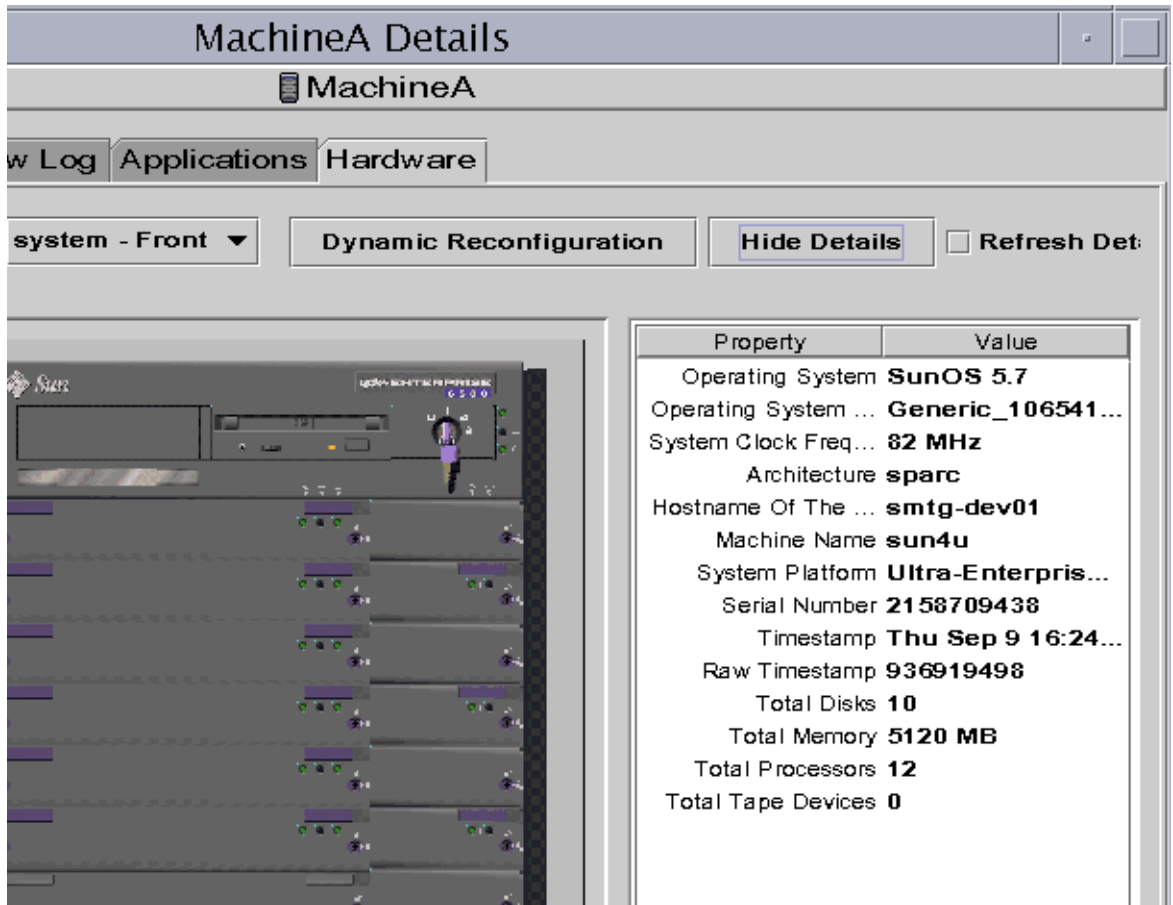 MachineA Details
MachineA
w Log Applications Hardware
system - Front Dynamic Reconfiguration Hide Details Refresh Det
Sun ENTERPRISE
6500
Property Value
Operating System SunOS 5.7
Operating System ... Generic_106541...
System Clock Freq... 82 MHz
Architecture sparc
Hostname Of The ... smtg-dev01
Machine Name sun4u
System Platform Ultra-Enterpris...
Serial Number 2158709438
Timestamp Thu Sep 9 16:24...
Raw Timestamp 936919498
Total Disks 10
Total Memory 5120 MB
Total Processors 12
Total Tape Devices 0